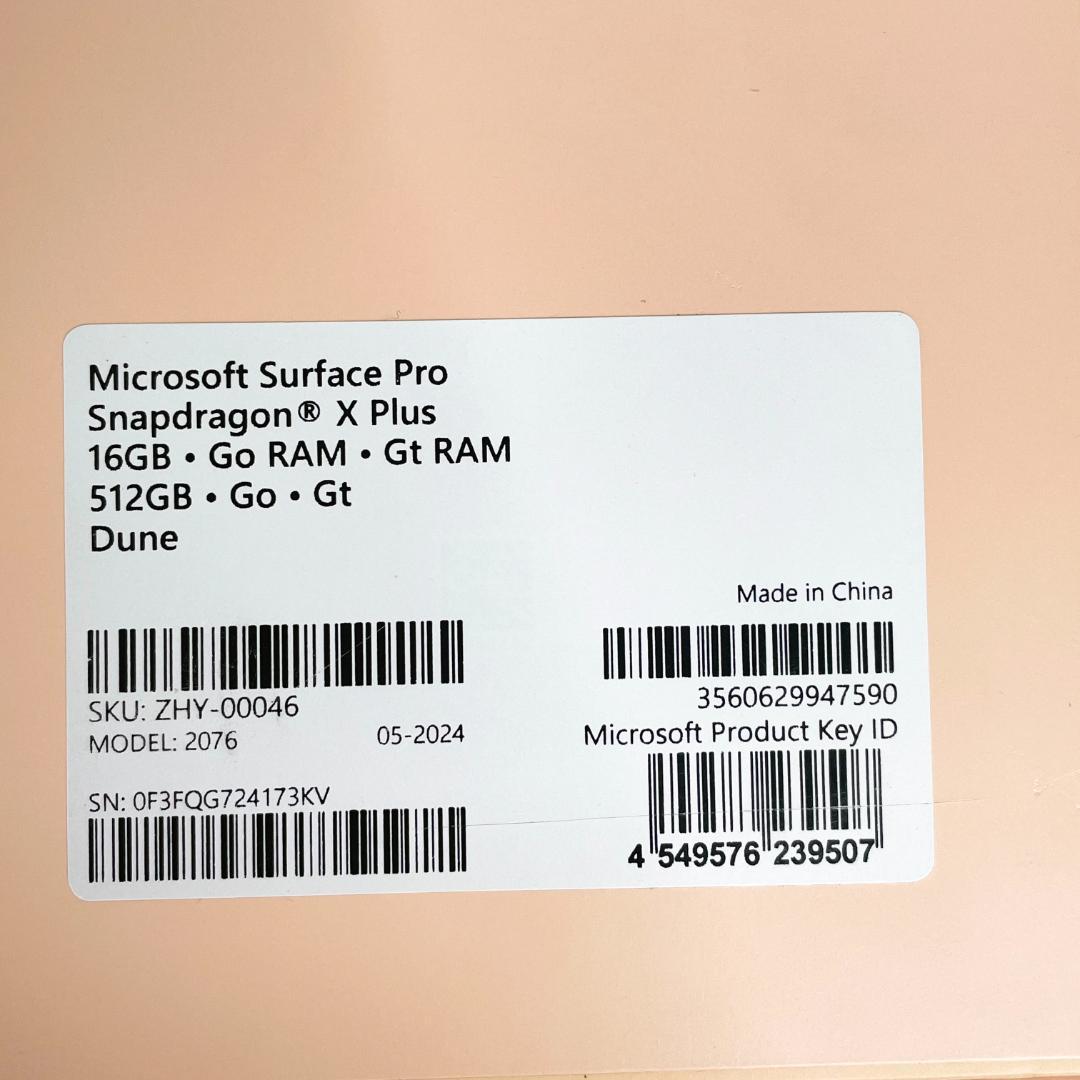 Microsoft Surface Pro
Snapdragon® X Plus
16GB • Go RAM • Gt RAM
512GB • Go • Gt
Dune
Made in China
SKU: ZHY-00046
MODEL: 2076
05-2024
SN: 0F3FQG724173KV
3560629947590
Microsoft Product Key ID
4 549576 239507